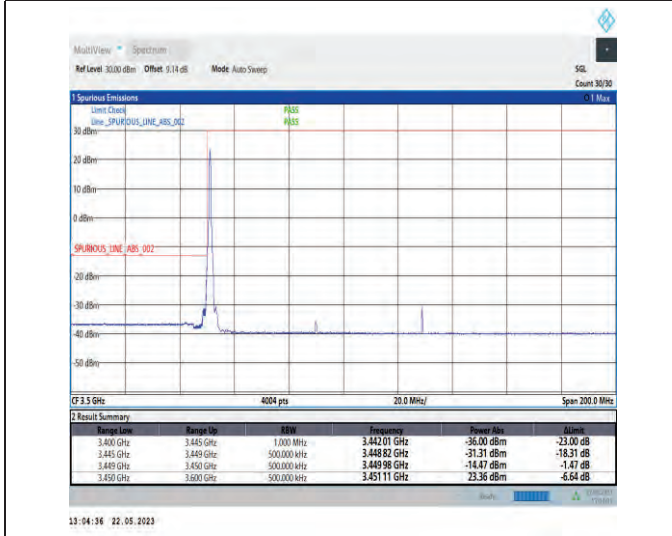 MultiView
Spectrum
Ref Level 30.00 dBm Offset 9.14 dB Mode Auto Sweep
SGL
Count 30/30
1 Spurious Emissions
1 Max
Limit Check PASS
Line _SPURIOUS_LINE_ABS_002 PASS
30 dBm
20 dBm
10 dBm
0 dBm
SPURIOUS_LINE_ABS_002
-20 dBm
-30 dBm
-40 dBm
-50 dBm
CF 3.5 GHz 4004 pts 20.0 MHz/ Span 200.0 MHz
2 Result Summary
Range Low Range Up RBW Frequency Power Abs ΔLimit
3.400 GHz 3.445 GHz 1.000 MHz 3.44201 GHz -36.00 dBm -23.00 dB
3.445 GHz 3.449 GHz 500.000 kHz 3.44882 GHz -31.31 dBm -18.31 dB
3.449 GHz 3.450 GHz 500.000 kHz 3.44998 GHz -14.47 dBm -1.47 dB
3.450 GHz 3.600 GHz 500.000 kHz 3.45111 GHz 23.36 dBm -6.64 dB
Ready
13:04:36 22.05.2023